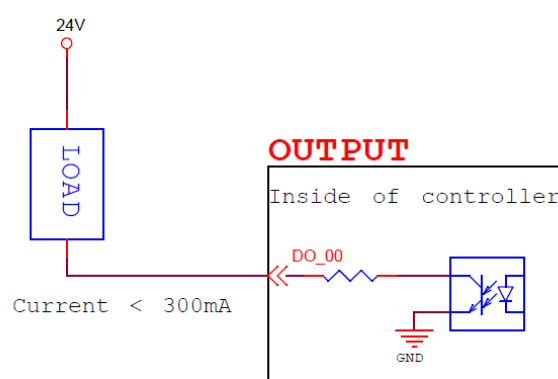 24V
LOAD
OUTPUT
Inside of controller
DO_00
Current < 300mA
GND